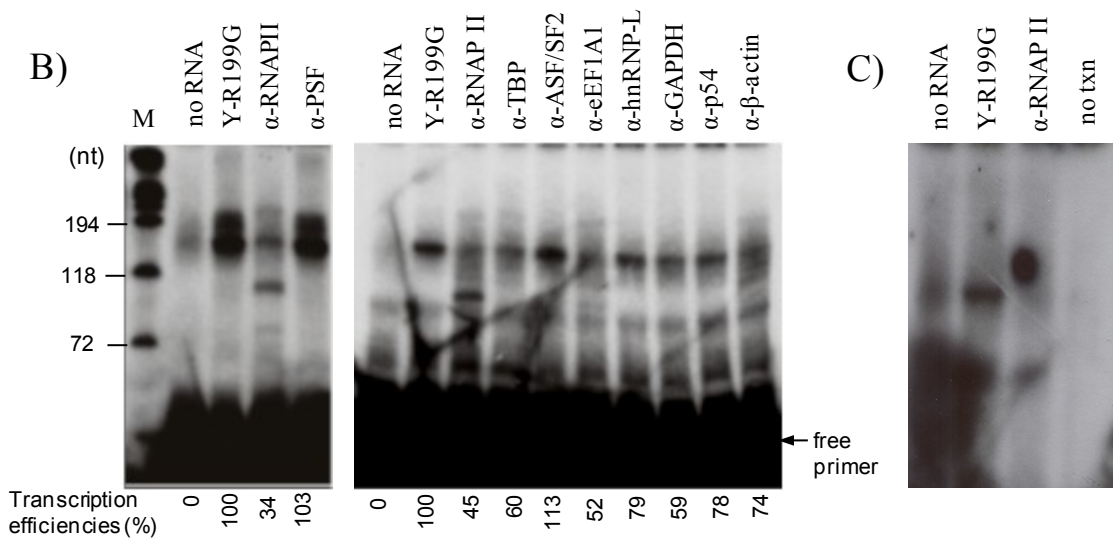 B)
M
no RNA
Y-R199G
α-RNAPII
α-PSF
no RNA
Y-R199G
α-RNAP II
α-TBP
α-ASF/SF2
α-eEF1A1
α-hnRNP-L
α-GAPDH
α-p54
α-β-actin
C)
no RNA
Y-R199G
α-RNAP II
no txn
(nt)
194
118
72
free
primer
Transcription
efficiencies (%)
0
100
34
103
0
100
45
60
113
52
79
59
78
74